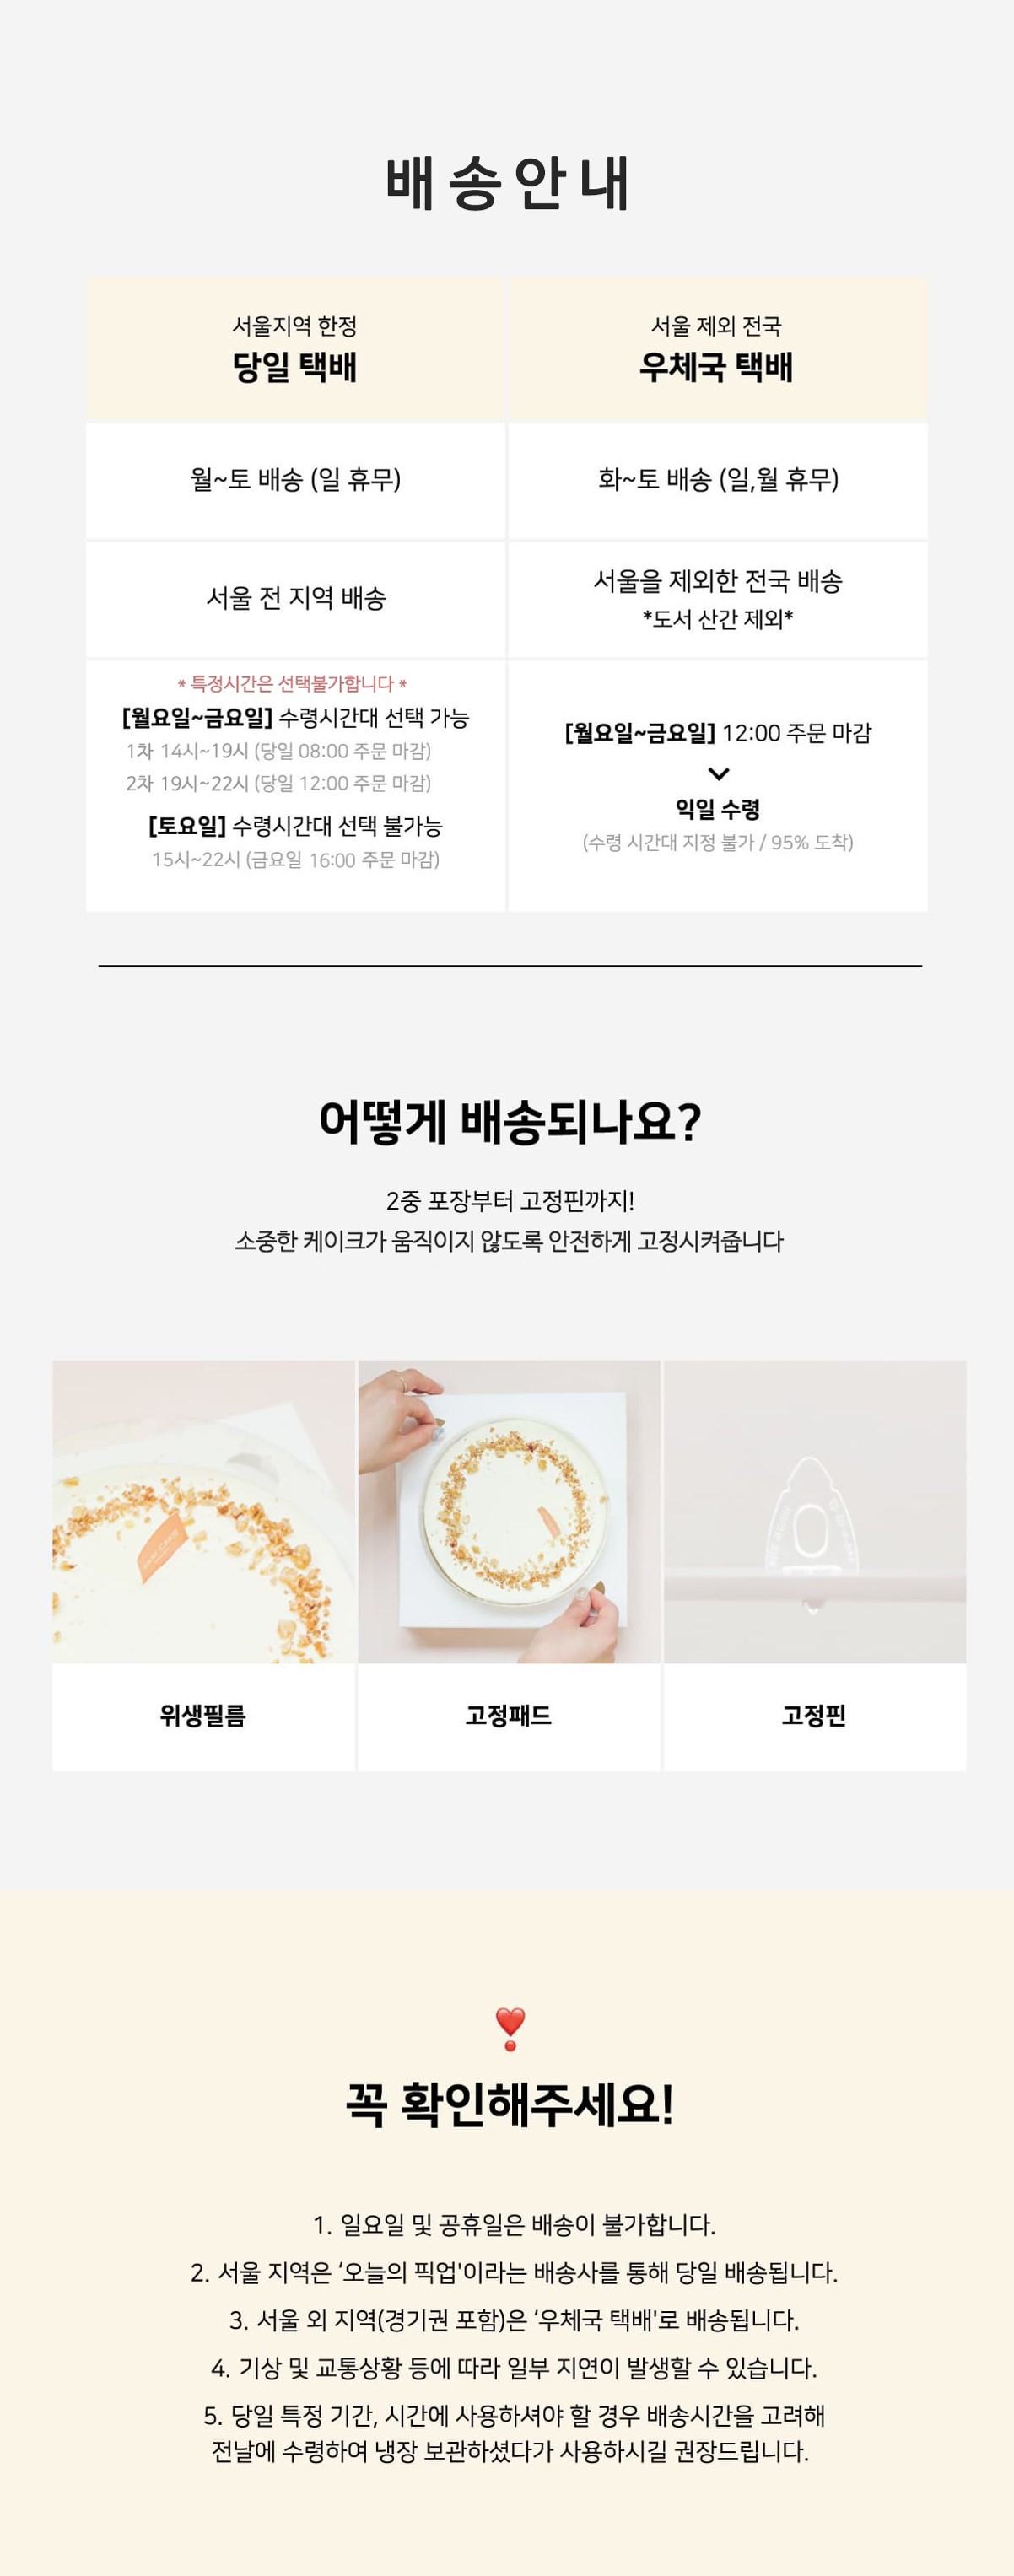 배송안내
서울지역 한정
당일 택배
서울 제외 전국
우체국 택배
월~토 배송 (일 휴무)
화~토 배송 (일,월 휴무)
서울 전 지역 배송
서울을 제외한 전국 배송
*도서 산간 제외*
* 특정시간은 선택불가합니다 *
[월요일~금요일] 수령시간대 선택 가능
1차 14시~19시 (당일 08:00 주문 마감)
2차 19시~22시 (당일 12:00 주문 마감)
[토요일] 수령시간대 선택 불가능
15시~22시 (금요일 16:00 주문 마감)
[월요일~금요일] 12:00 주문 마감
익일 수령
(수령 시간대 지정 불가 / 95% 도착)
어떻게 배송되나요?
2중 포장부터 고정핀까지!
소중한 케이크가 움직이지 않도록 안전하게 고정시켜줍니다
위생필름
고정패드
고정핀
꼭 확인해주세요!
1. 일요일 및 공휴일은 배송이 불가합니다.
2. 서울 지역은 ‘오늘의 픽업'이라는 배송사를 통해 당일 배송됩니다.
3. 서울 외 지역(경기권 포함)은 ‘우체국 택배'로 배송됩니다.
4. 기상 및 교통상황 등에 따라 일부 지연이 발생할 수 있습니다.
5. 당일 특정 기간, 시간에 사용하셔야 할 경우 배송시간을 고려해
전날에 수령하여 냉장 보관하셨다가 사용하시길 권장드립니다.